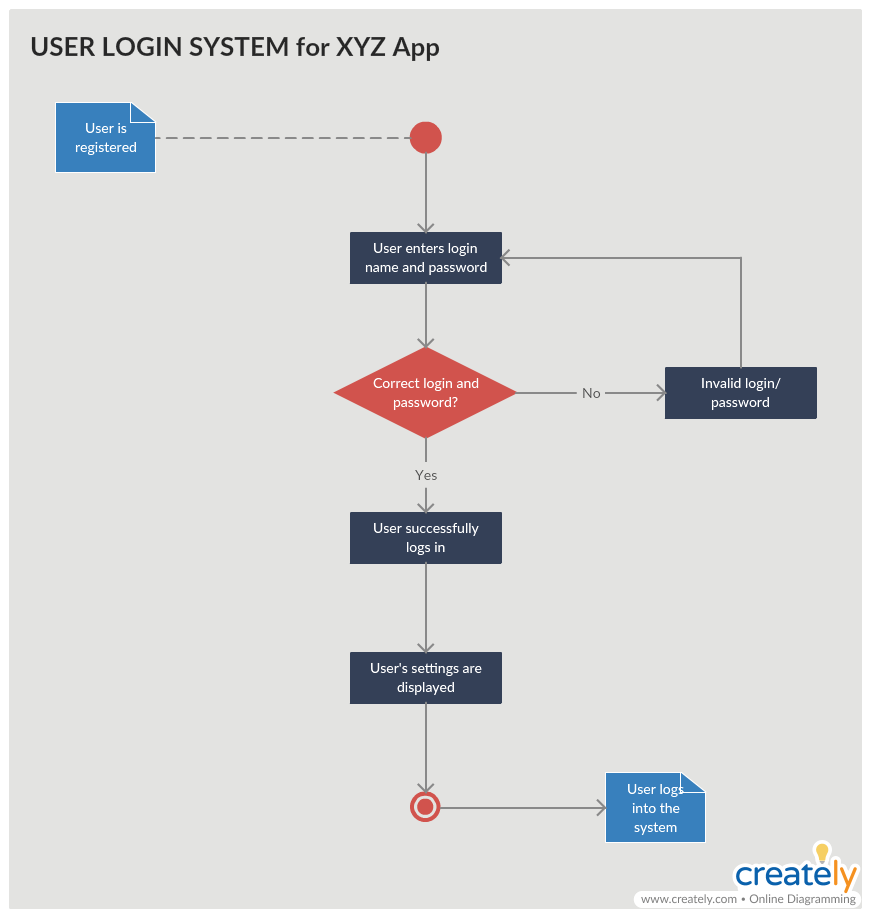 USER LOGIN SYSTEM for XYZ App
User is
registered
User enters login
name and password
Correct login and
password?
No
Invalid login/
password
Yes
User successfully
logs in
User's settings are
displayed
User logs
into the
system
creately
www.creately.com • Online Diagramming